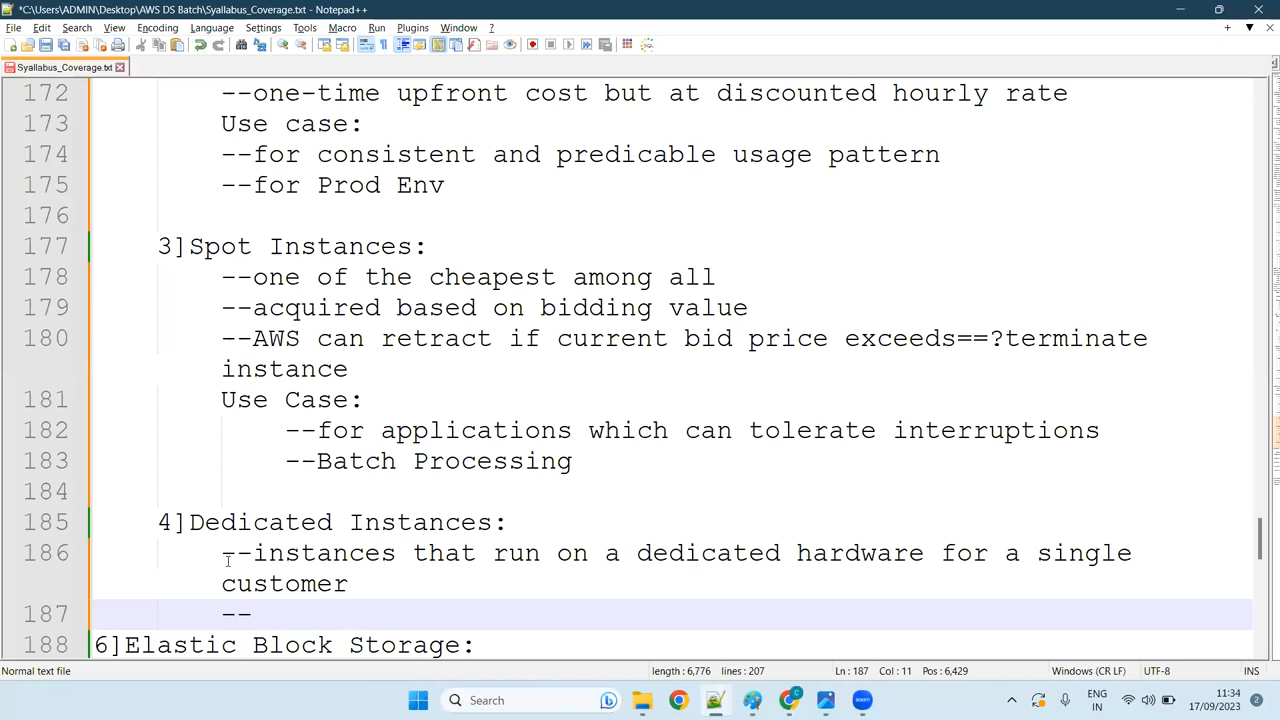 *C:\Users\ADMIN\Desktop\AWS DS Batch\Syallabus_Coverage.txt - Notepad++
File Edit Search View Encoding Language Settings Tools Macro Run Plugins Window ?
Syallabus_Coverage.txt
172 --one-time upfront cost but at discounted hourly rate
173 Use case:
174 --for consistent and predicable usage pattern
175 --for Prod Env
176
177 3]Spot Instances:
178 --one of the cheapest among all
179 --acquired based on bidding value
180 --AWS can retract if current bid price exceeds==?terminate
instance
181 Use Case:
182 --for applications which can tolerate interruptions
183 --Batch Processing
184
185 4]Dedicated Instances:
186 --instances that run on a dedicated hardware for a single
customer
187 --
188 6]Elastic Block Storage:
Normal text file length : 6,776 lines : 207 Ln : 187 Col : 11 Pos : 6,429 Windows (CR LF) UTF-8 INS
Search ENG 11:34
IN 17/09/2023 2